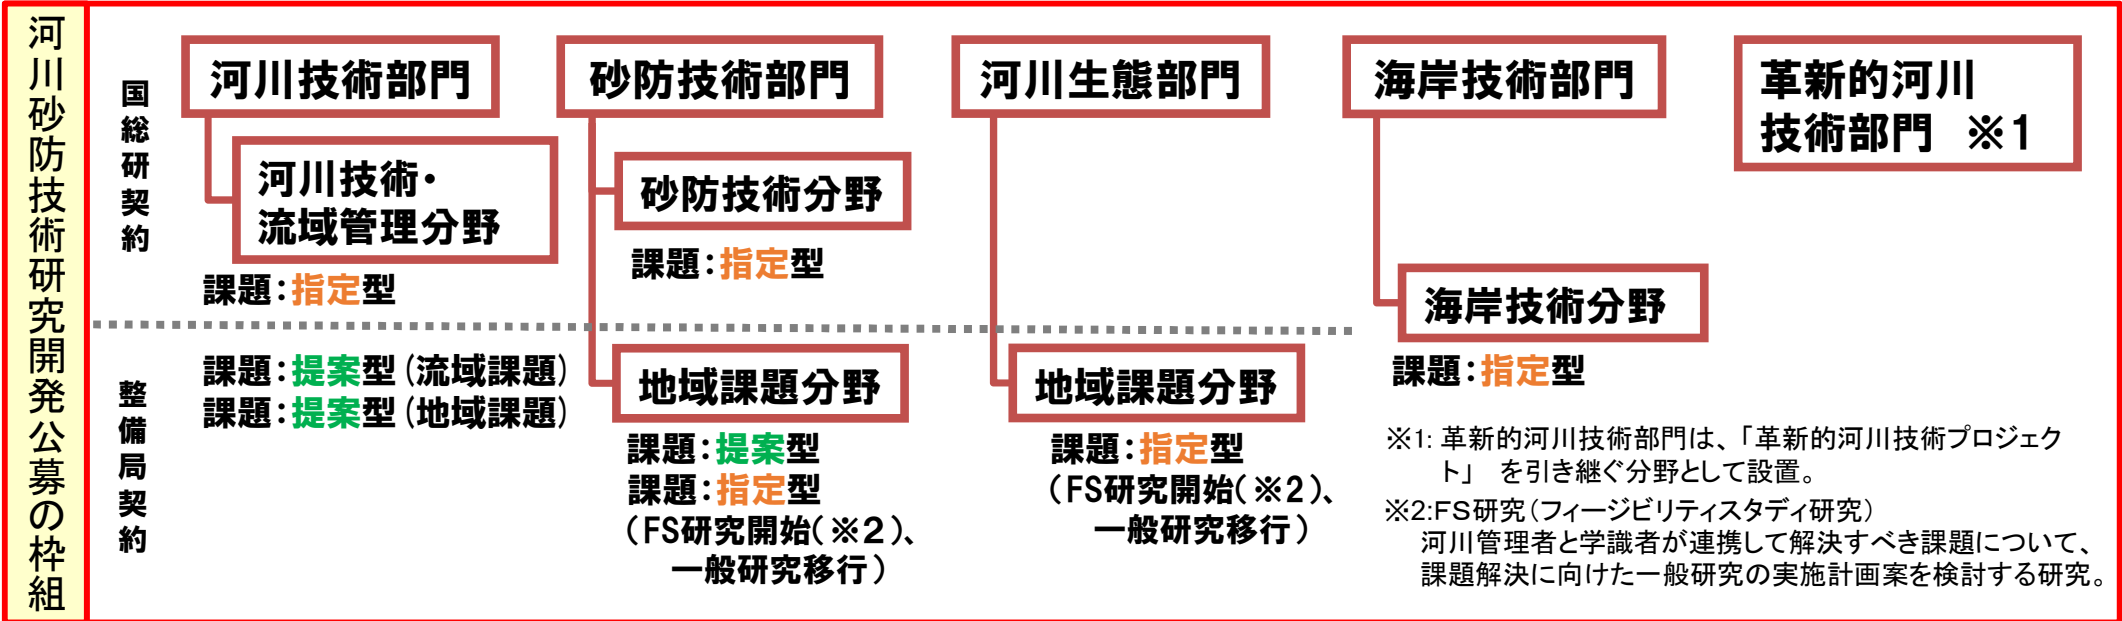 河川砂防技術研究開発公募の枠組
国総研契約
河川技術部門
河川技術・
流域管理分野
課題：指定型
砂防技術部門
砂防技術分野
課題：指定型
河川生態部門
海岸技術部門
海岸技術分野
課題：指定型
革新的河川
技術部門　※1
整備局契約
課題：提案型（流域課題）
課題：提案型（地域課題）
地域課題分野
課題：提案型
課題：指定型
（FS研究開始（※２）、
一般研究移行）
地域課題分野
課題：指定型
（FS研究開始（※2）、
一般研究移行）
※1: 革新的河川技術部門は、「革新的河川技術プロジェク
ト」　を引き継ぐ分野として設置。
※2:FS研究（フィージビリティスタディ研究）
河川管理者と学識者が連携して解決すべき課題について、
課題解決に向けた一般研究の実施計画案を検討する研究。